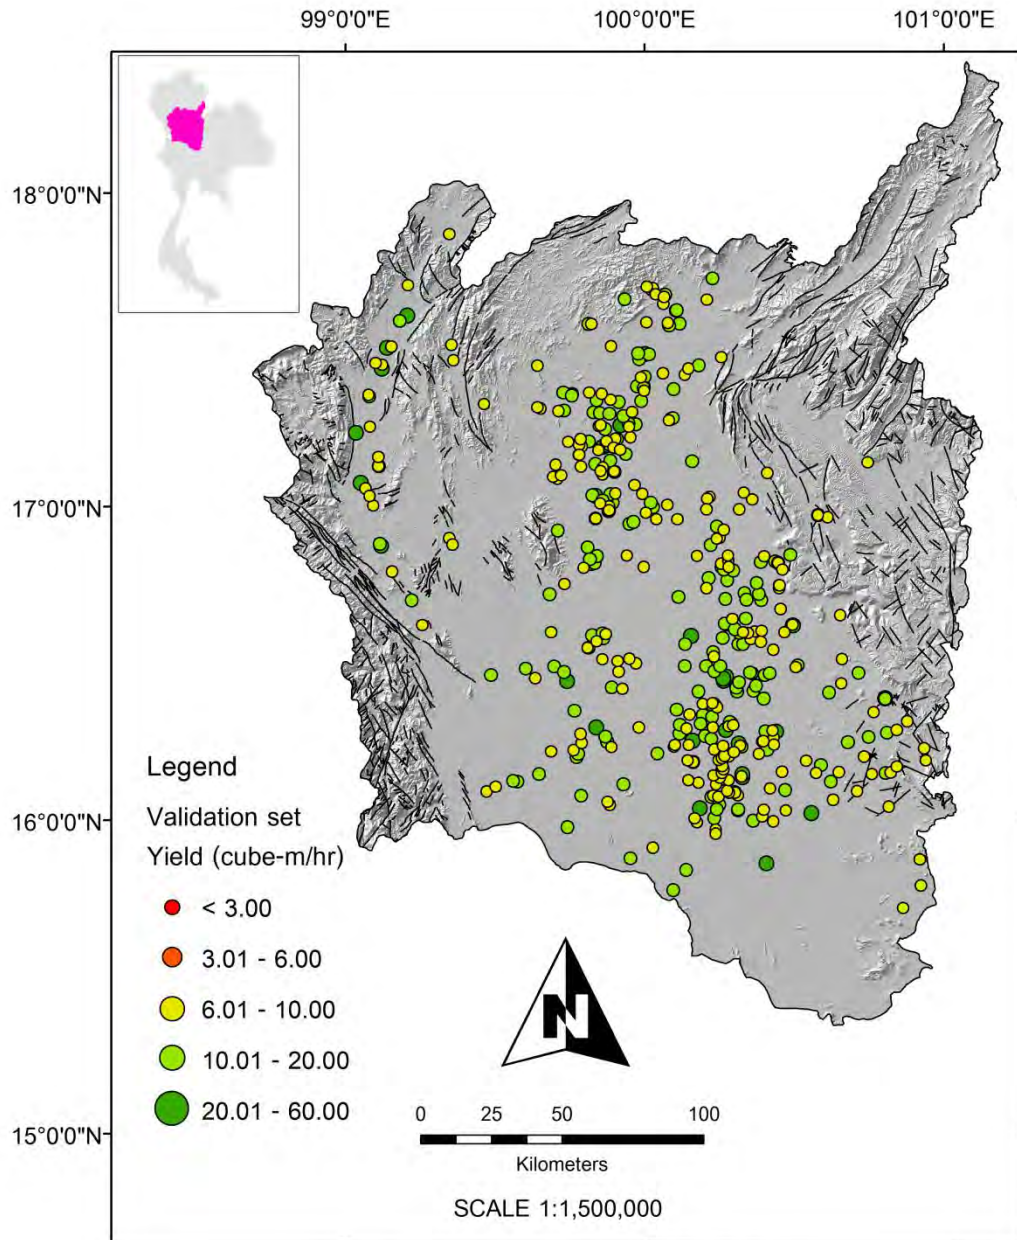 99°0'0"E 100°0'0"E 101°0'0"E
18°0'0"N
17°0'0"N
16°0'0"N
15°0'0"N
Legend
Validation set
Yield (cube-m/hr)
< 3.00
3.01 - 6.00
6.01 - 10.00
10.01 - 20.00
20.01 - 60.00
N
0 25 50 100
Kilometers
SCALE 1:1,500,000